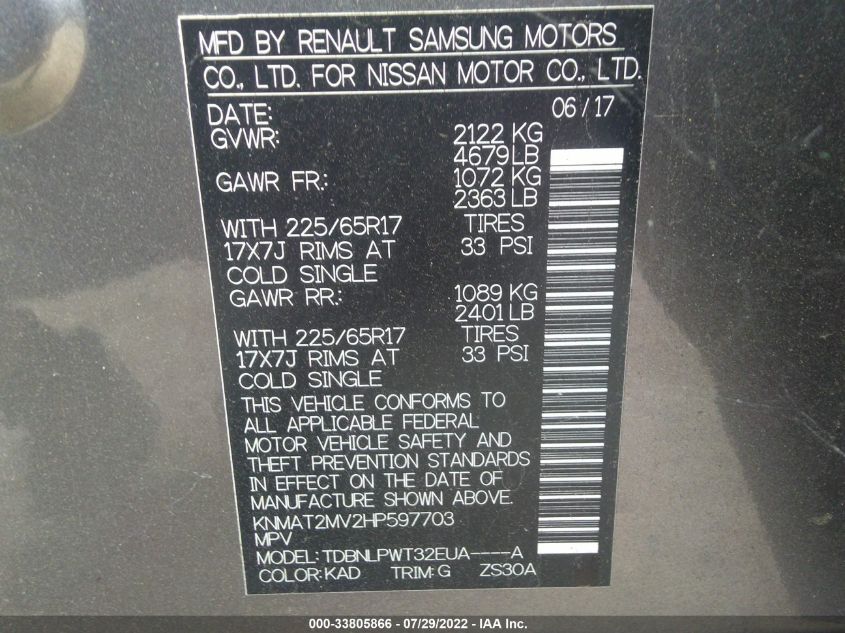 MFD BY RENAULT SAMSUNG MOTORS
CO., LTD. FOR NISSAN MOTOR CO., LTD.
DATE: 06/17
GVWR: 2122 KG
4679 LB
GAWR FR.: 1072 KG
2363 LB
WITH 225/65R17 TIRES
17X7J RIMS AT 33 PSI
COLD SINGLE
GAWR RR.: 1089 KG
2401 LB
WITH 225/65R17 TIRES
17X7J RIMS AT 33 PSI
COLD SINGLE
THIS VEHICLE CONFORMS TO
ALL APPLICABLE FEDERAL
MOTOR VEHICLE SAFETY AND
THEFT PREVENTION STANDARDS
IN EFFECT ON THE DATE OF
MANUFACTURE SHOWN ABOVE.
KNMAT2MV2HP597703
MPV
MODEL: TDBNLPWT32EUA----A
COLOR: KAD TRIM: G ZS30A
000-33805866 - 07/29/2022 - IAA Inc.